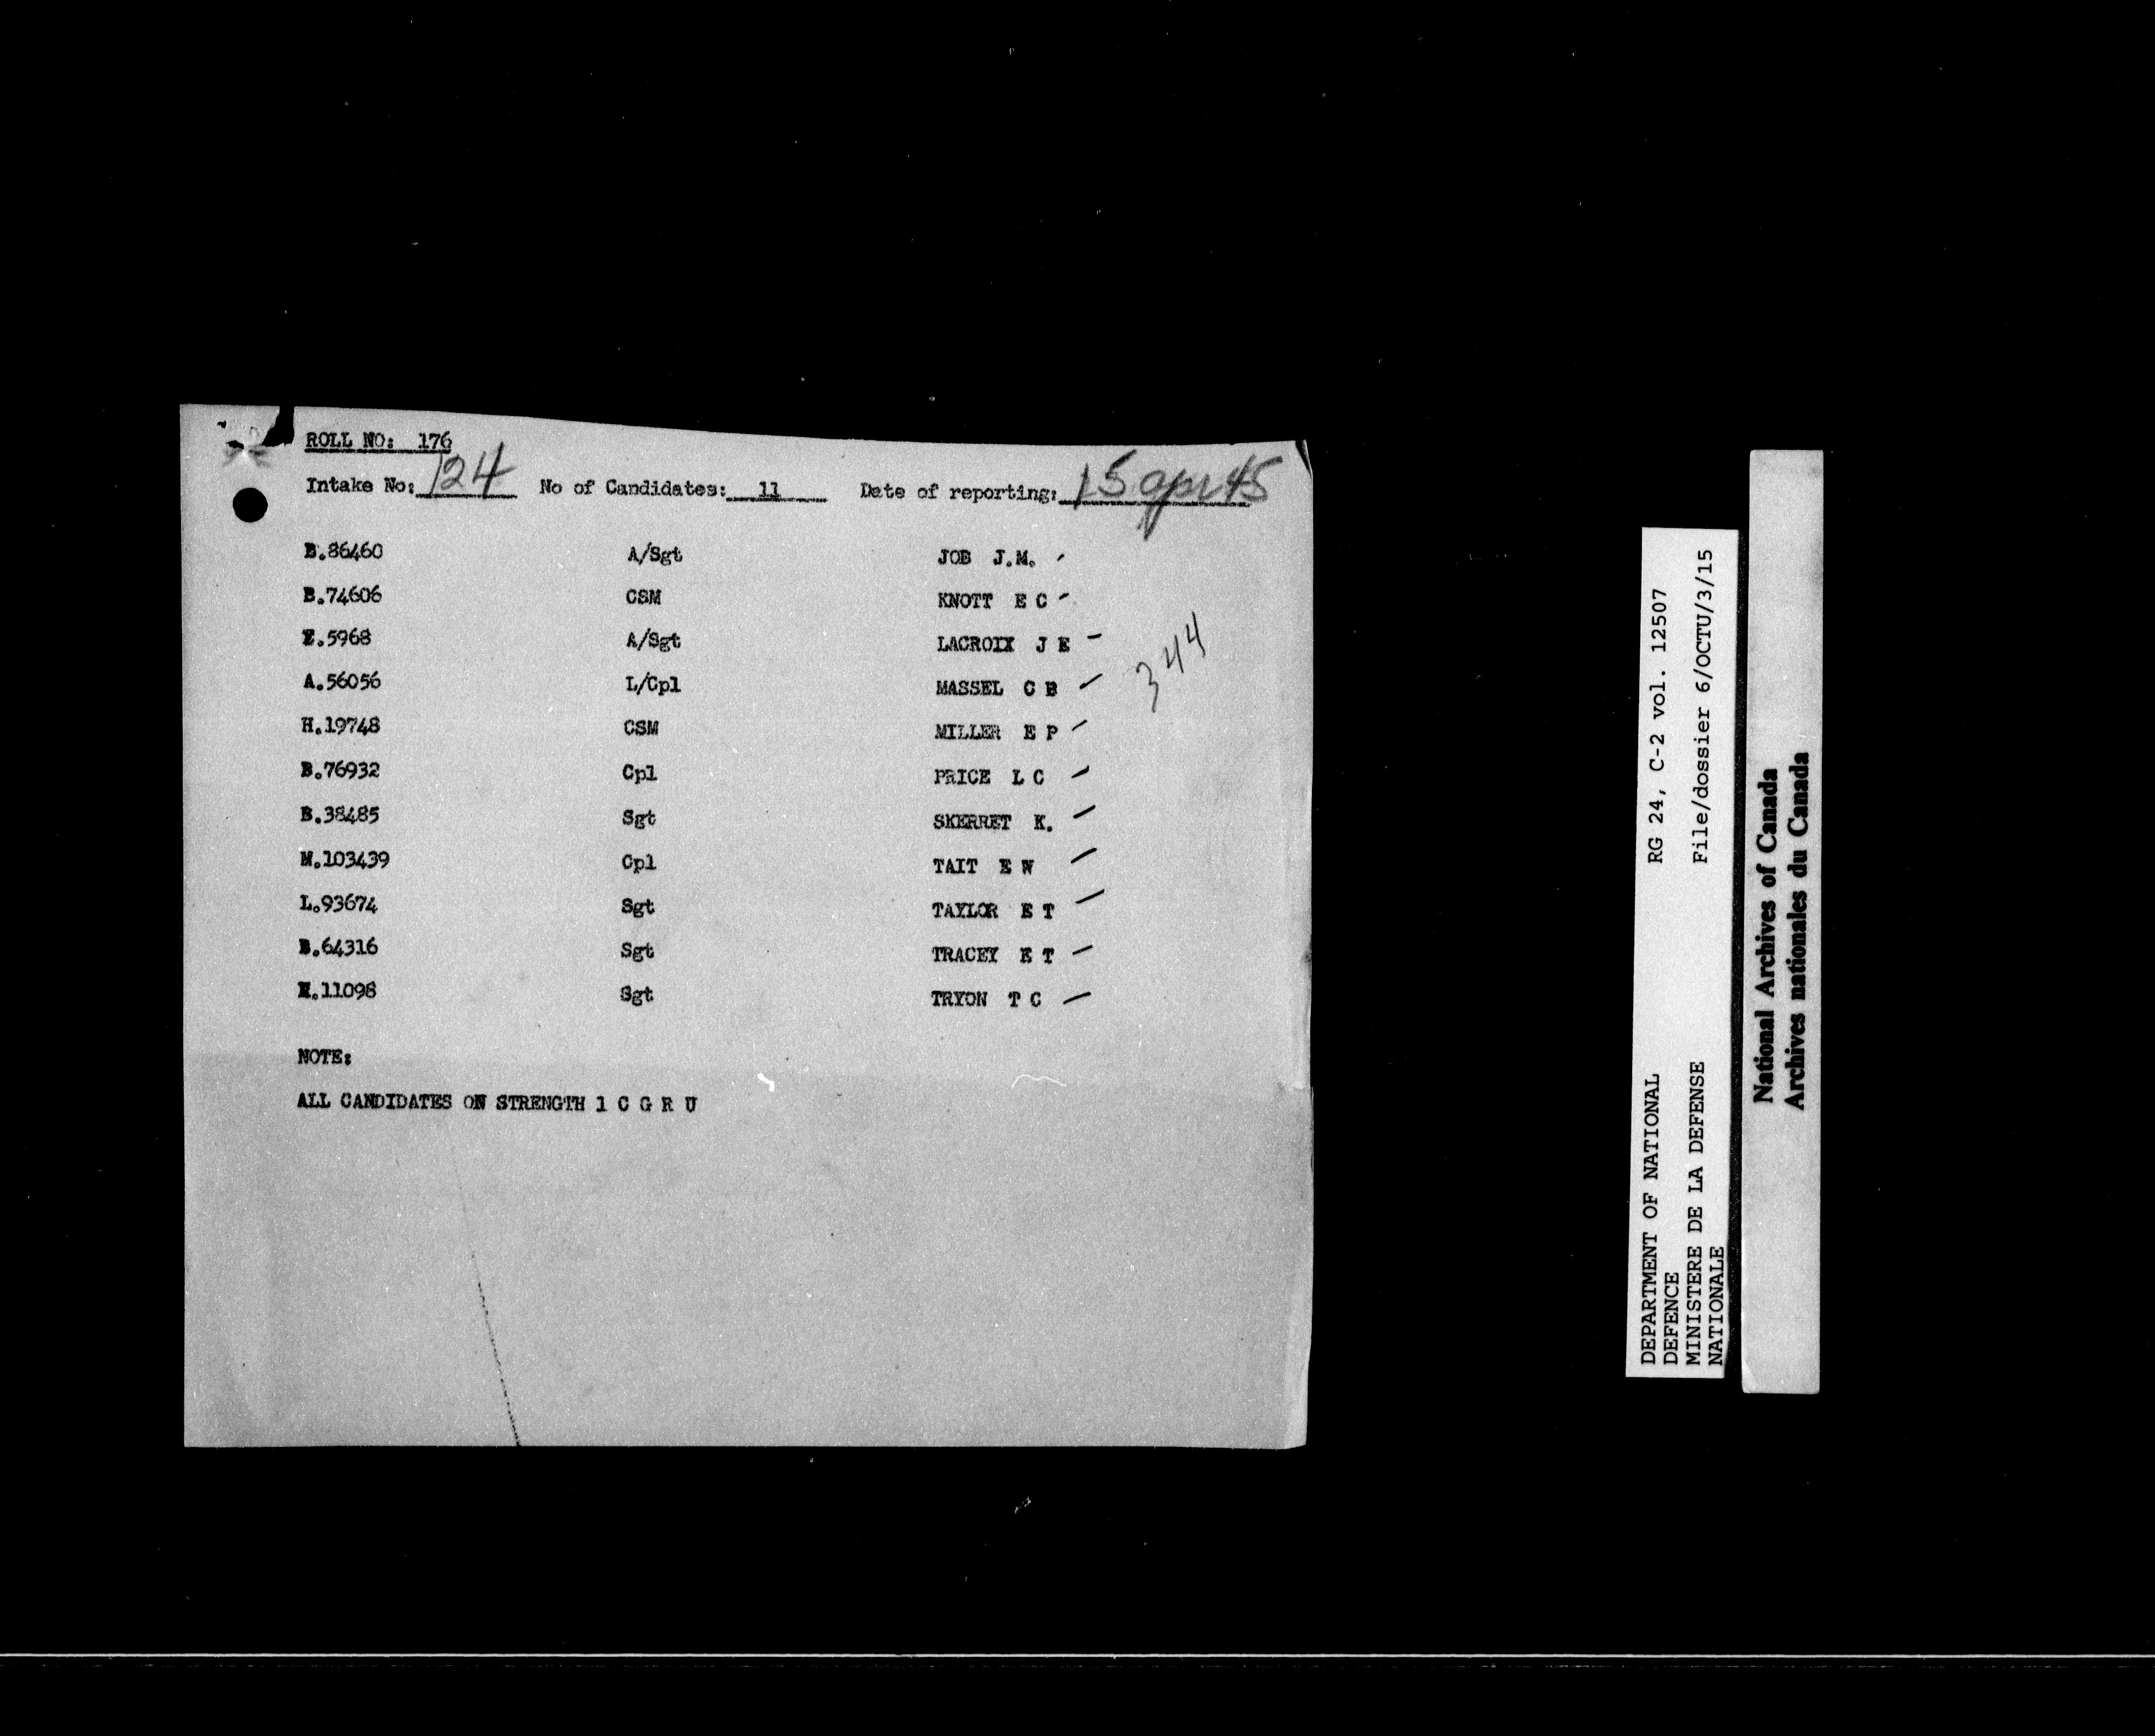 ROLL NO: 176
Intake No: 124 No of Candidates: 11 Date of reporting: 15 apr 45
B.86460 A/Sgt JOB J.M.
B.74606 CSM KNOTT E C
E.5968 A/Sgt LACROIX J E
A.56056 L/Cpl MASSEL C B
H.19748 CSM MILLER E P
B.76932 Cpl PRICE L C
B.38485 Sgt SKERRET K.
M.103439 Cpl TAIT E W
L.93674 Sgt TAYLOR E T
B.64316 Sgt TRACEY E T
Sgt TRYON T C
344
NOTE:
ALL CANDIDATES ON STRENGTH 1 C G R U
DEPARTMENT OF NATIONAL
DEFENCE
MINISTERE DE LA DEFENSE
NATIONALE
RG 24, C-2 vol. 12507
File/dossier 6/OCTU/3/15
National Archives of Canada
Archives nationales du Canada